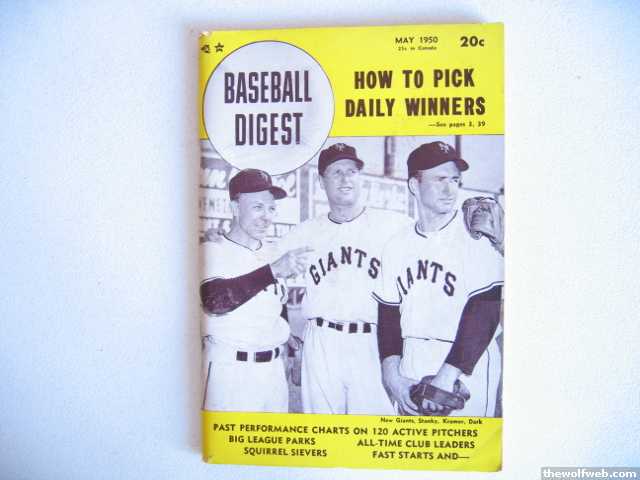 MAY 1950
25c in Canada
20c
BASEBALL
DIGEST
HOW TO PICK
DAILY WINNERS
—See pages 3, 39
GIANTS
GIANTS
New Giants, Stanky, Kramer, Dark
PAST PERFORMANCE CHARTS ON 120 ACTIVE PITCHERS
BIG LEAGUE PARKS
ALL-TIME CLUB LEADERS
SQUIRREL SIEVERS
FAST STARTS AND—
thewolfweb.com